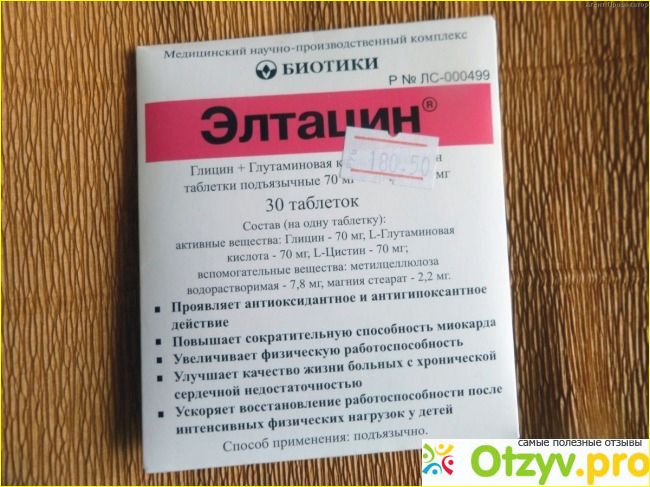 Медицинский научно-производственный комплекс
БИОТИКИ
Р № ЛС-000499
Элтацин®
Глицин + Глутаминовая к
таблетки подъязычные 70 мг мг
180.50
30 таблеток
Состав (на одну таблетку):
активные вещества: Глицин - 70 мг, L-Глутаминовая
кислота - 70 мг, L-Цистин - 70 мг;
вспомогательные вещества: метилцеллюлоза
водорастворимая - 7,8 мг, магния стеарат - 2,2 мг.
▪ Проявляет антиоксидантное и антигипоксантное
действие
▪ Повышает сократительную способность миокарда
▪ Увеличивает физическую работоспособность
▪ Улучшает качество жизни больных с хронической
сердечной недостаточностью
▪ Ускоряет восстановление работоспособности после
интенсивных физических нагрузок у детей
Способ применения: подъязычно.
самые полезные отзывы
Otzyv.pro